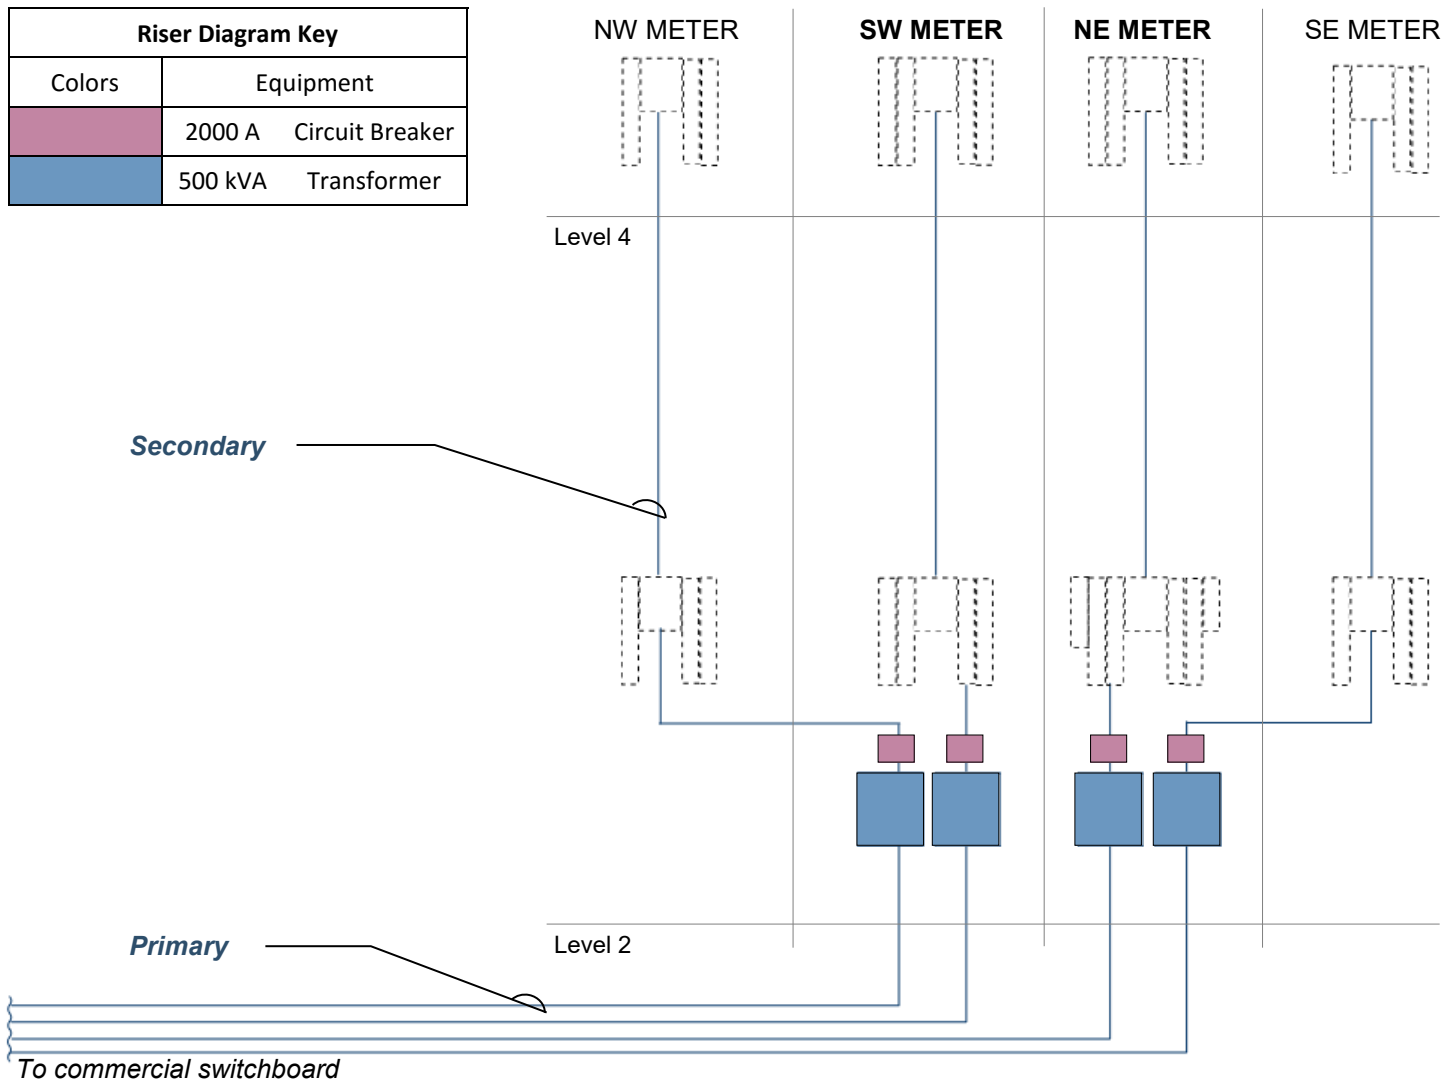 Riser Diagram Key
Colors Equipment
2000 A Circuit Breaker
500 kVA Transformer
NW METER SW METER NE METER SE METER
Level 4
Secondary
Primary
Level 2
To commercial switchboard